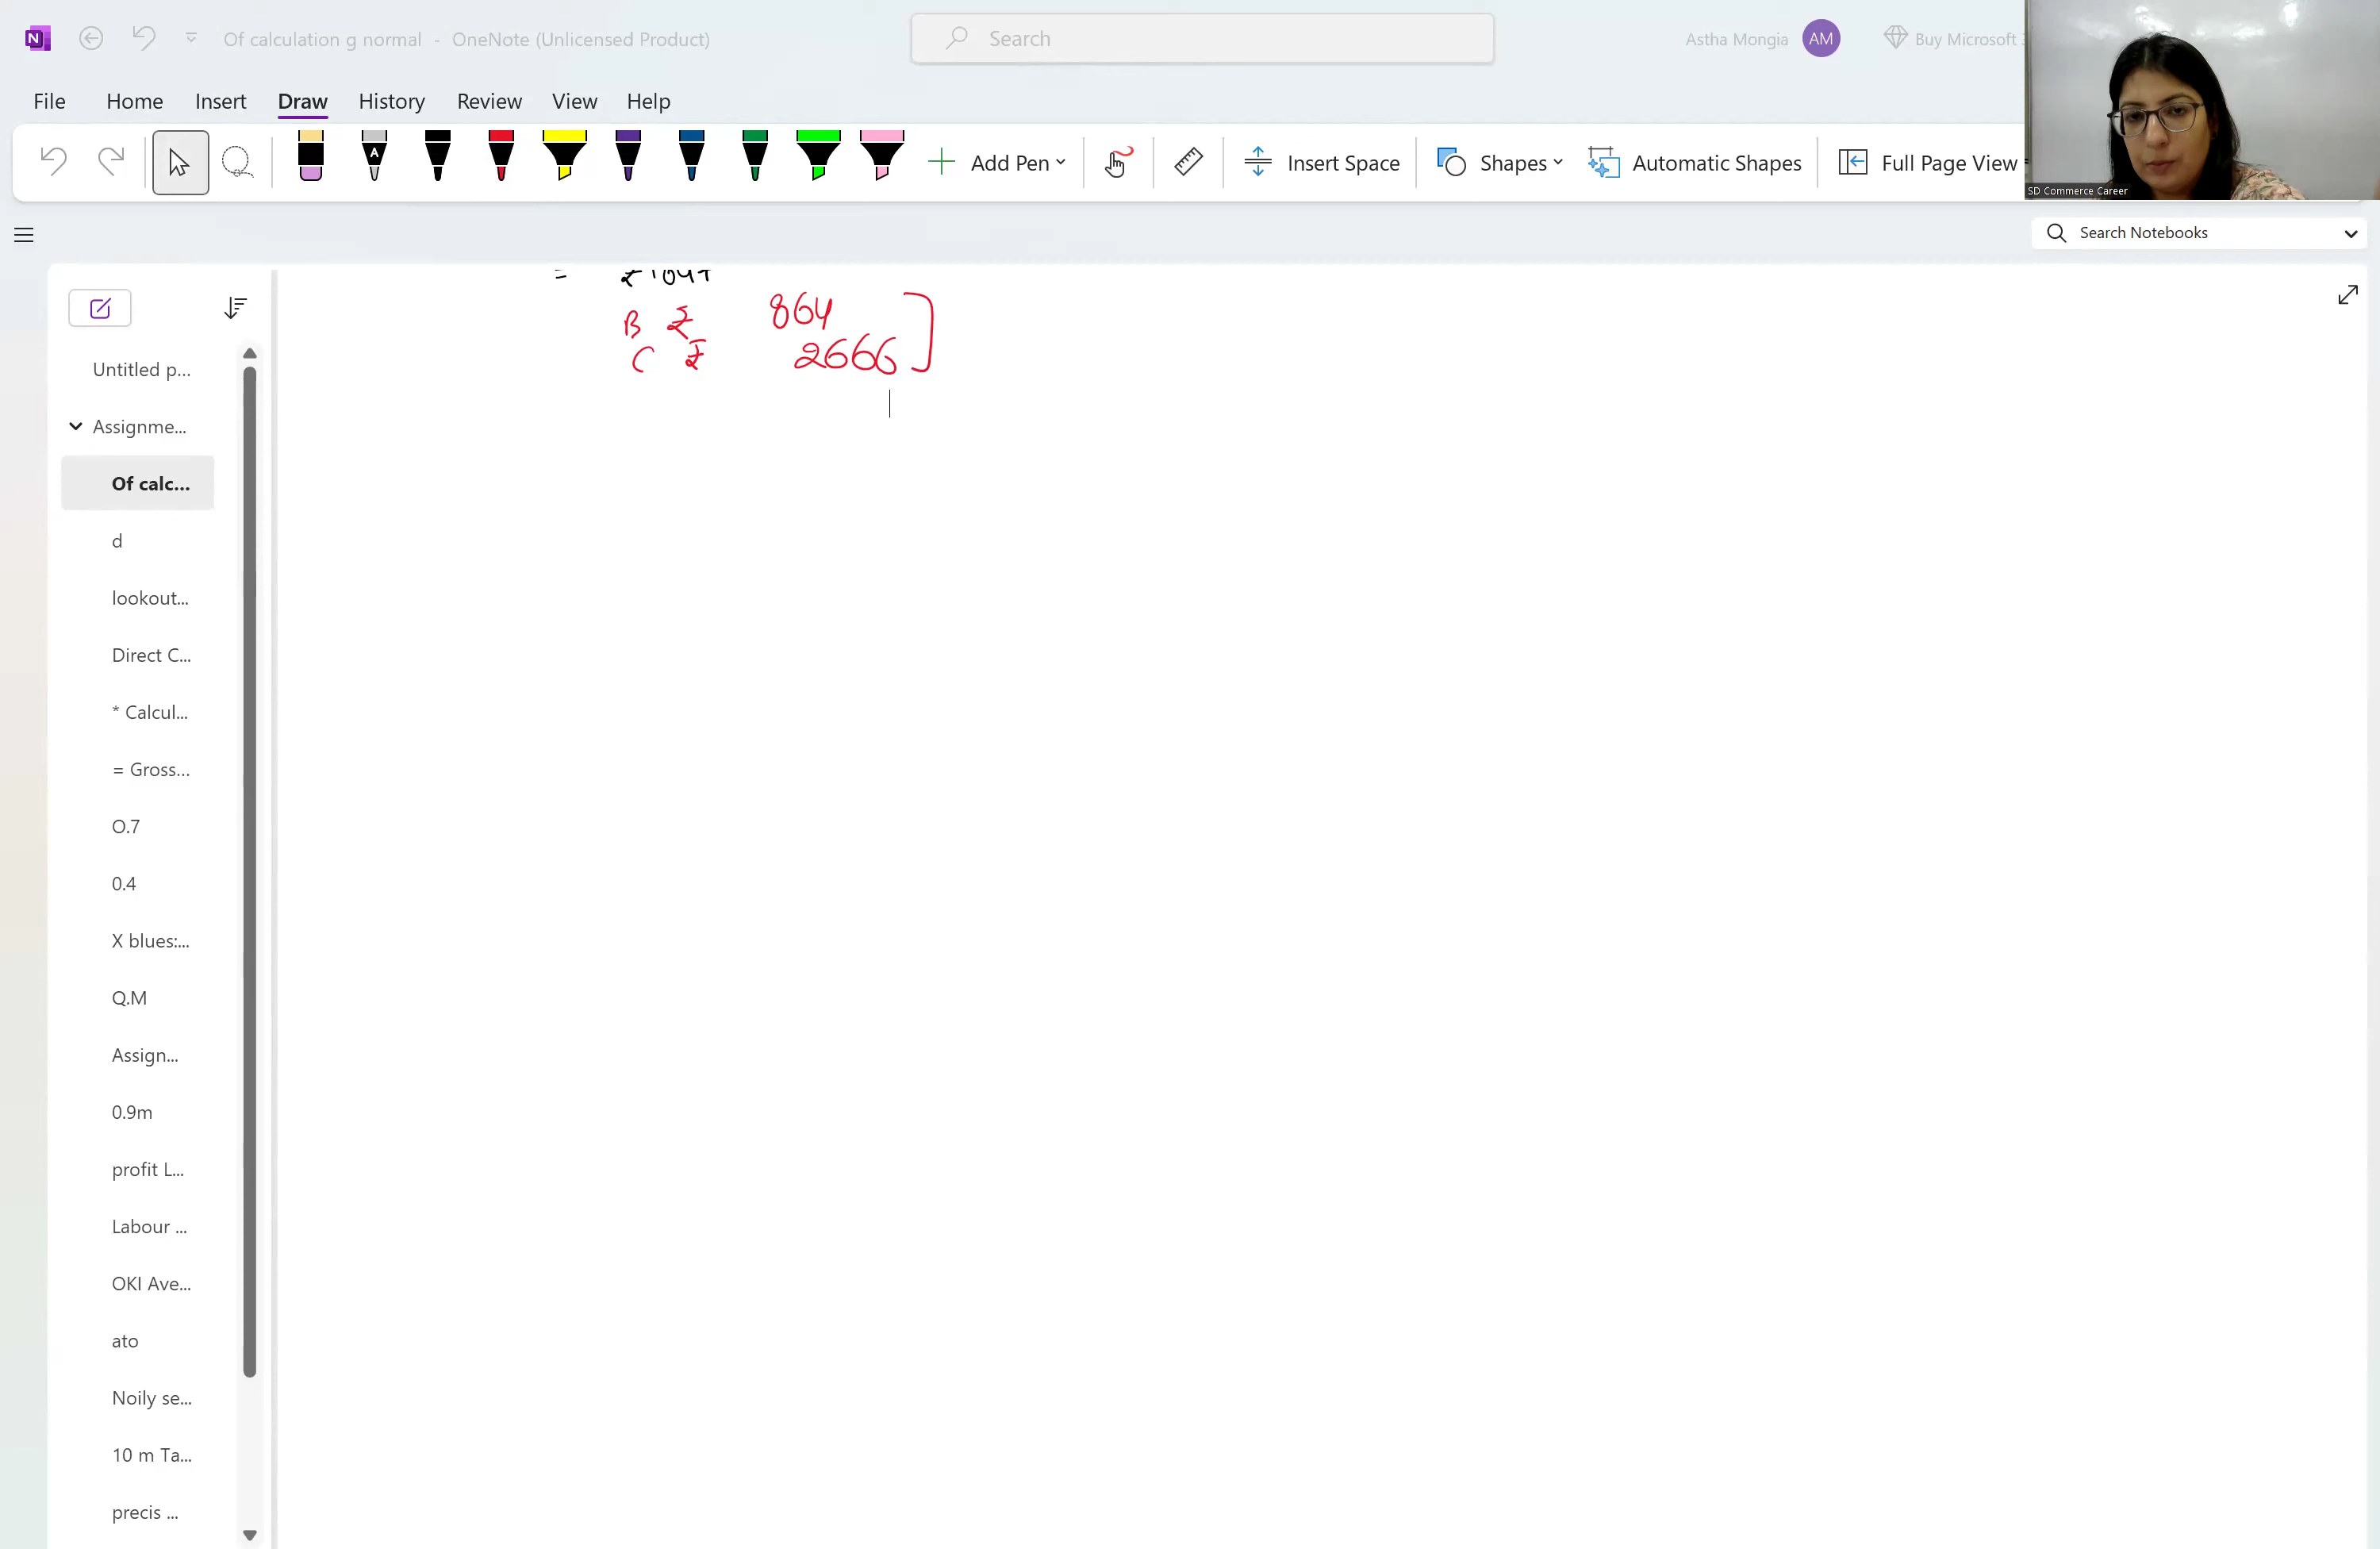 Of calculation g normal - OneNote (Unlicensed Product)
Search
Astha Mongia AM
Buy Microsoft
File Home Insert Draw History Review View Help
A
Add Pen
Insert Space
Shapes
Automatic Shapes
Full Page View
SD Commerce Career
Search Notebooks
=
B ₹ 864
C ₹ 2666
Untitled p...
Assignme...
Of calc...
d
lookout...
Direct C...
* Calcul...
= Gross...
O.7
0.4
X blues:...
Q.M
Assign...
0.9m
profit L...
Labour ...
OKI Ave...
ato
Noily se...
10 m Ta...
precis ...